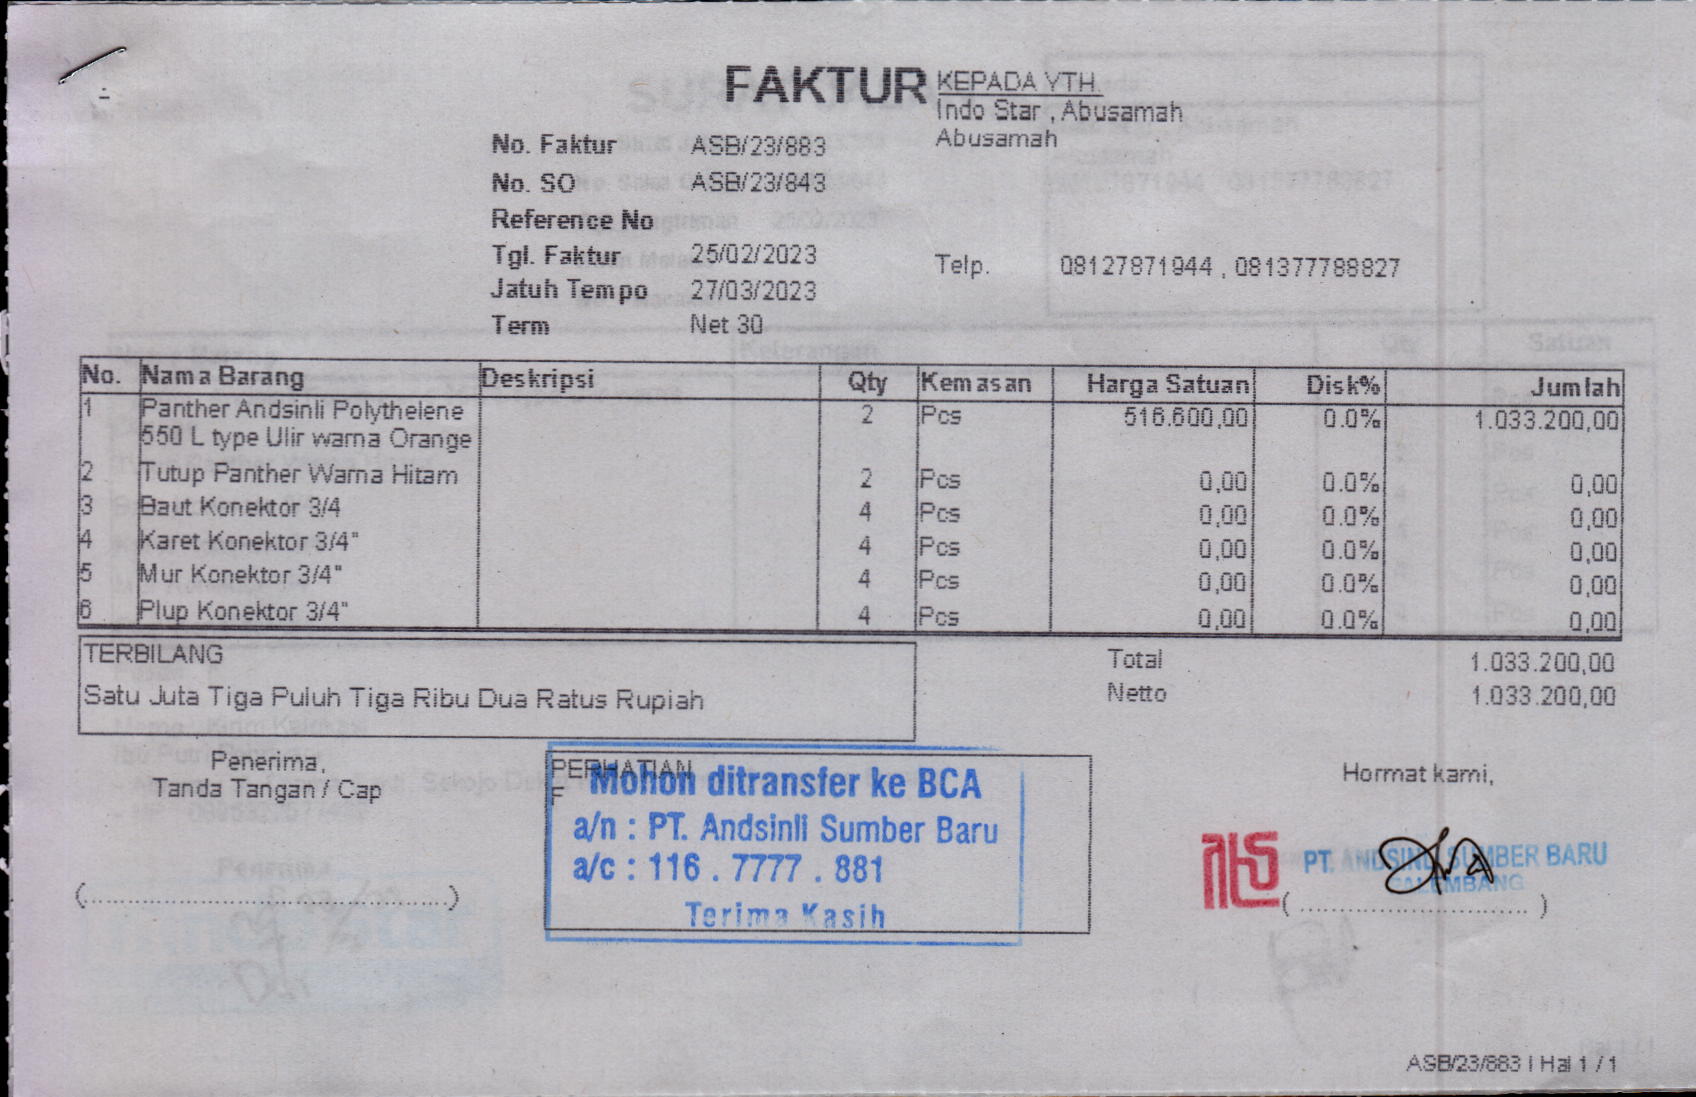 FAKTUR
KEPADA YTH.
Indo Star , Abusamah
Abusamah
No. Faktur ASB/23/883
No. SO ASB/23/843
Reference No
Tgl. Faktur 25/02/2023
Telp. 08127871944 , 081377788827
Jatuh Tempo 27/03/2023
Term Net 30
No. Nama Barang Deskripsi Qty Kemasan Harga Satuan Disk% Jumlah
1 Panther Andsinli Polythelene 2 Pcs 516.600,00 0.0% 1.033.200,00
550 L type Ulir warna Orange
2 Tutup Panther Warna Hitam 2 Pcs 0,00 0.0% 0,00
3 Baut Konektor 3/4 4 Pcs 0,00 0.0% 0,00
4 Karet Konektor 3/4" 4 Pcs 0,00 0.0% 0,00
5 Mur Konektor 3/4" 4 Pcs 0,00 0.0% 0,00
6 Plup Konektor 3/4" 4 Pcs 0,00 0.0% 0,00
TERBILANG
Satu Juta Tiga Puluh Tiga Ribu Dua Ratus Rupiah
Total 1.033.200,00
Netto 1.033.200,00
Penerima,
Tanda Tangan / Cap
(....................................................)
PERHATIAN
F
Mohon ditransfer ke BCA
a/n : PT. Andsinli Sumber Baru
a/c : 116 . 7777 . 881
Terima Kasih
Hormat kami,
PT. ANDSINLI SUMBER BARU
PALEMBANG
( ................................ )
ASB/23/883 | Hal 1 / 1